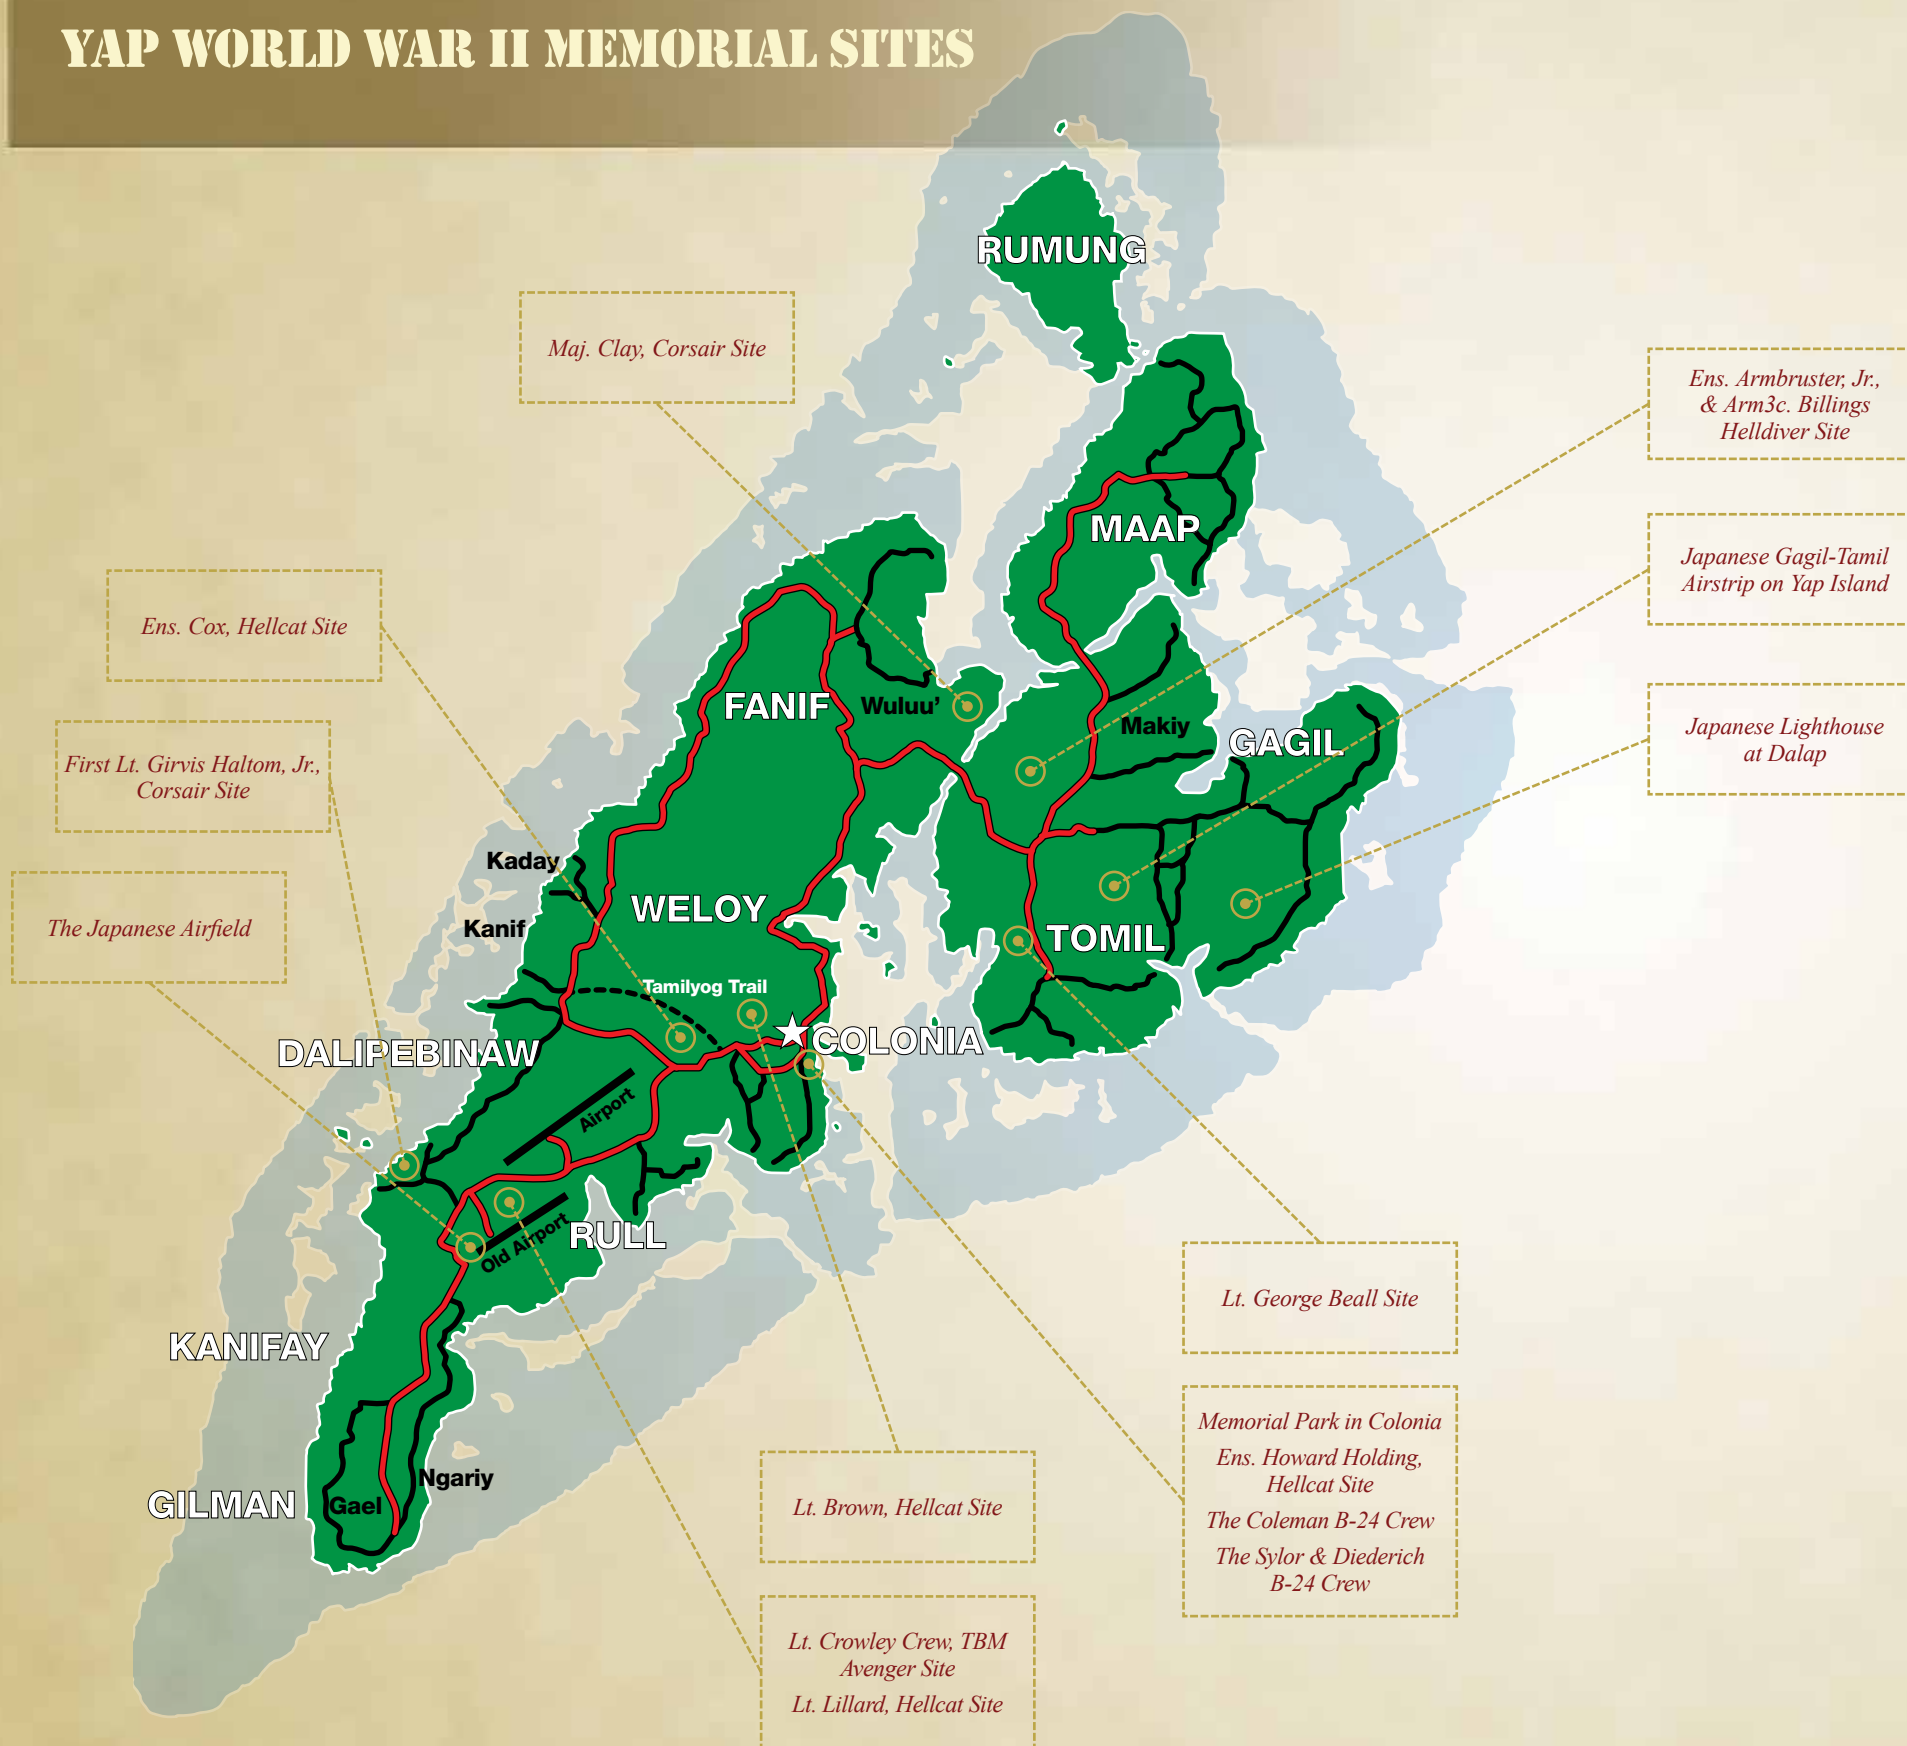 YAP WORLD WAR II MEMORIAL SITES
RUMUNG
Maj. Clay, Corsair Site
Ens. Armbruster, Jr.,
& Arm3c. Billings
Helldiver Site
MAAP
Japanese Gagil-Tamil
Airstrip on Yap Island
Ens. Cox, Hellcat Site
FANIF
Wuluu’
Makiy
GAGIL
Japanese Lighthouse
at Dalap
First Lt. Girvis Haltom, Jr.,
Corsair Site
Kaday
WELOY
Kanif
The Japanese Airfield
TOMIL
Tamilyog Trail
DALIPEBINAW
COLONIA
Airport
Old Airport
RULL
Lt. George Beall Site
KANIFAY
Memorial Park in Colonia
Ens. Howard Holding,
Hellcat Site
The Coleman B-24 Crew
The Sylor & Diederich
B-24 Crew
Ngariy
GILMAN
Gael
Lt. Brown, Hellcat Site
Lt. Crowley Crew, TBM
Avenger Site
Lt. Lillard, Hellcat Site